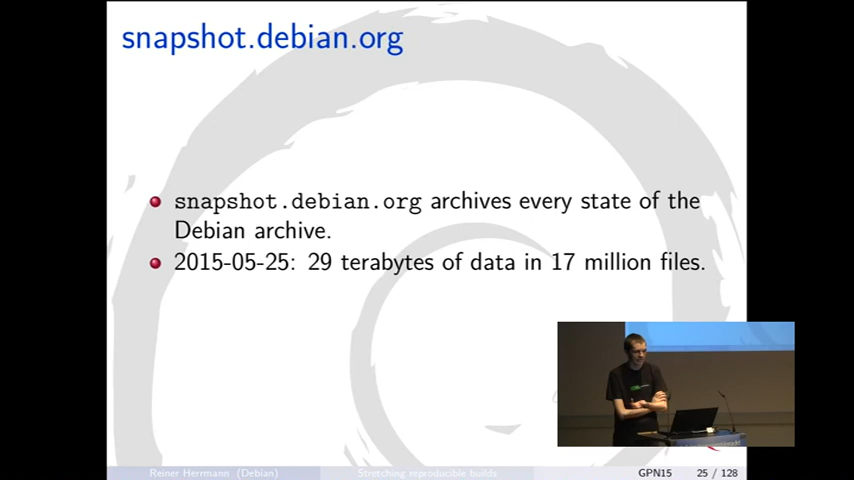 snapshot.debian.org
snapshot.debian.org archives every state of the
Debian archive.
2015-05-25: 29 terabytes of data in 17 million files.
Reiner Herrmann (Debian) Stretching reproducible builds GPN15 25 / 128